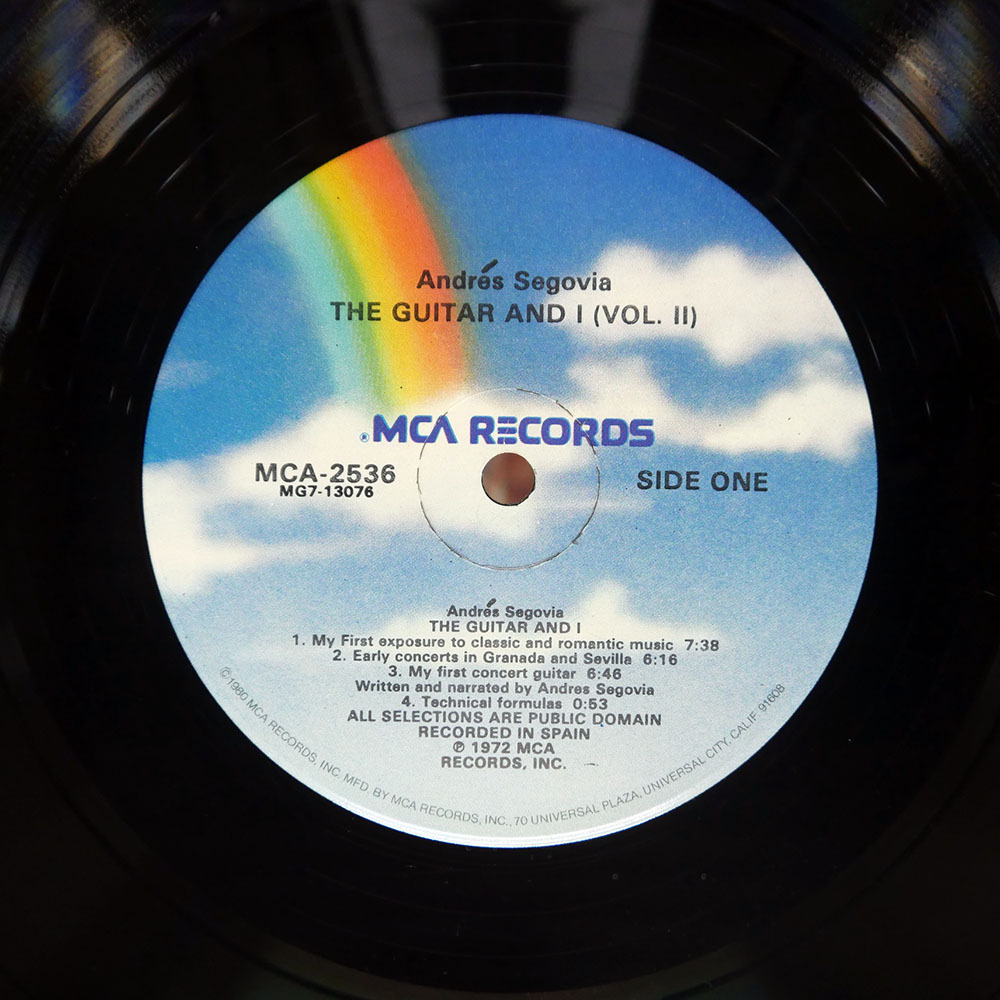 Andrés Segovia
THE GUITAR AND I (VOL. II)
® MCA RECORDS
MCA-2536
MG7-13076
SIDE ONE
Andrés Segovia
THE GUITAR AND I
1. My First exposure to classic and romantic music 7:38
2. Early concerts in Granada and Sevilla 6:16
3. My first concert guitar 6:46
Written and narrated by Andres Segovia
4. Technical formulas 0:53
ALL SELECTIONS ARE PUBLIC DOMAIN
RECORDED IN SPAIN
℗ 1972 MCA
RECORDS, INC.
©1980 MCA RECORDS, INC. MFD. BY MCA RECORDS, INC., 70 UNIVERSAL PLAZA, UNIVERSAL CITY, CALIF. 91608